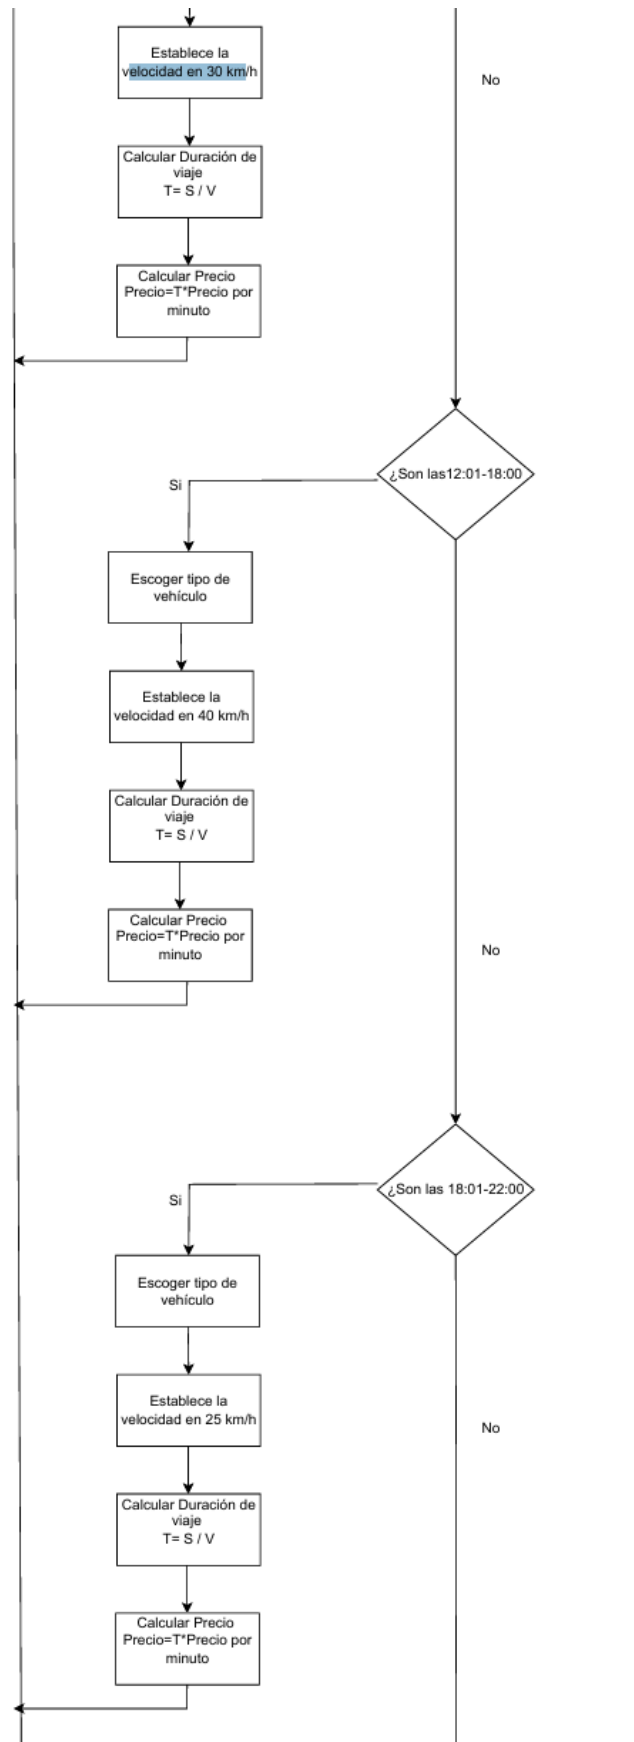 Establece la
velocidad en 30 km/h
No
Calcular Duración de
viaje
T= S / V
Calcular Precio
Precio=T*Precio por
minuto
¿Son las12:01-18:00
Si
Escoger tipo de
vehículo
Establece la
velocidad en 40 km/h
Calcular Duración de
viaje
T= S / V
Calcular Precio
Precio=T*Precio por
minuto
No
¿Son las 18:01-22:00
Si
Escoger tipo de
vehículo
Establece la
velocidad en 25 km/h
No
Calcular Duración de
viaje
T= S / V
Calcular Precio
Precio=T*Precio por
minuto